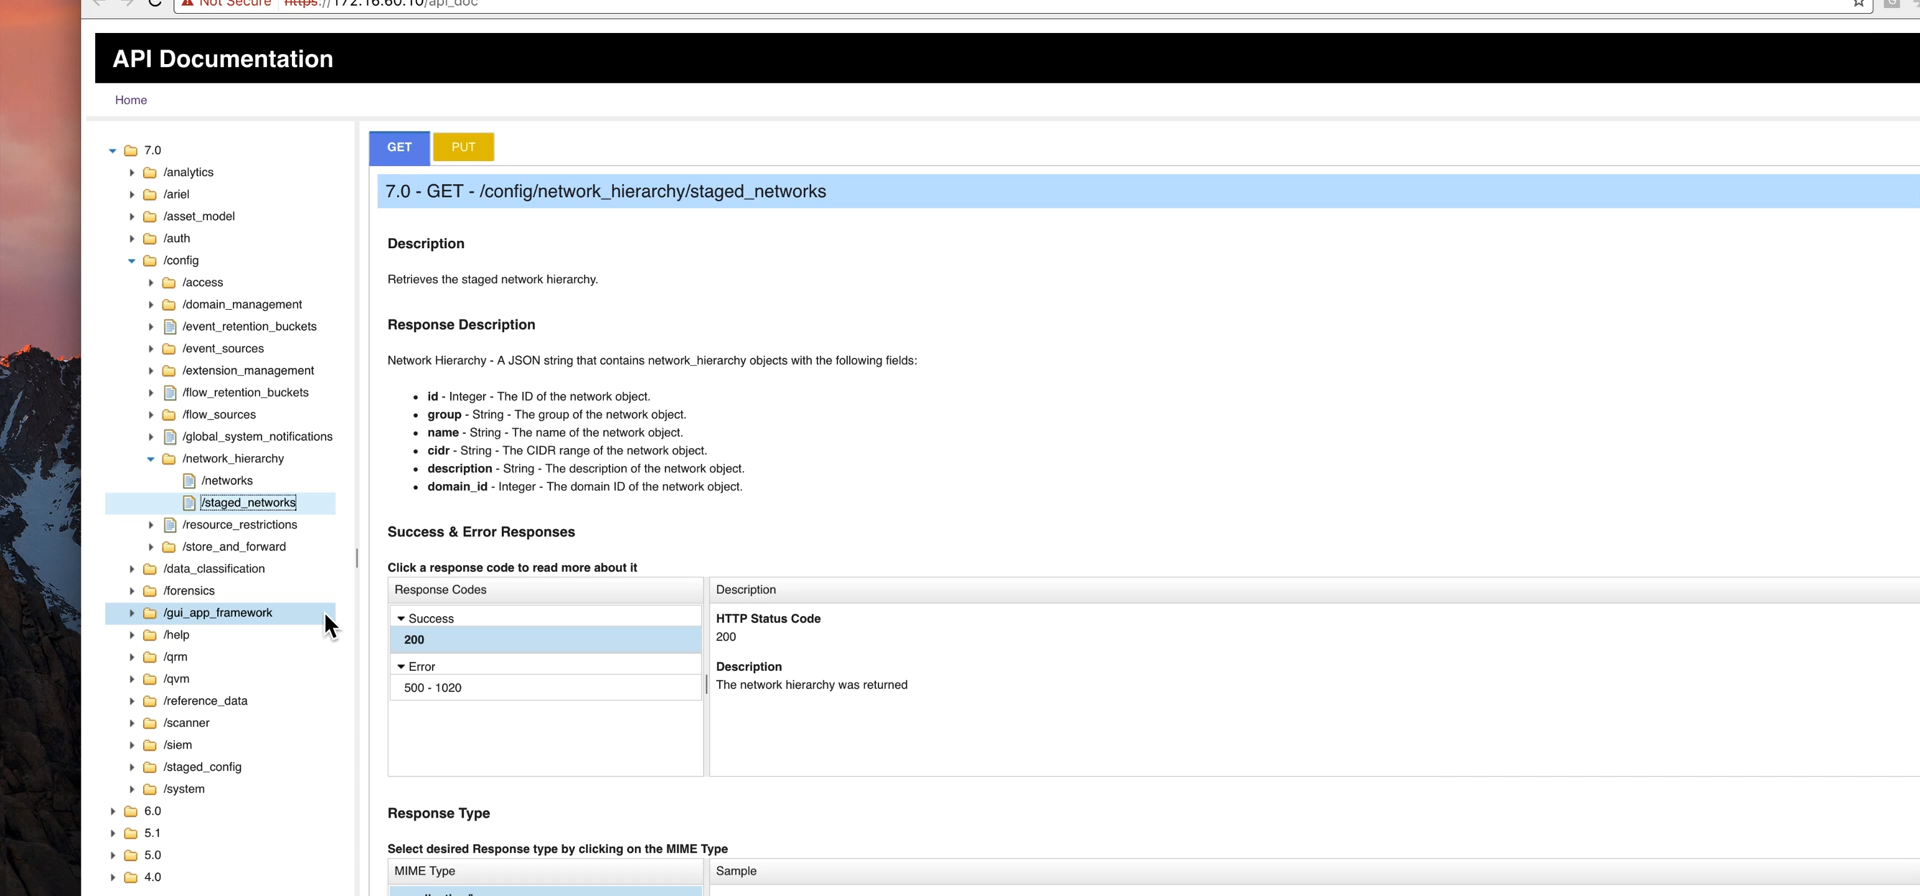 Not Secure https://172.16.60.10/api_doc
API Documentation
Home
7.0
/analytics
/ariel
/asset_model
/auth
/config
/access
/domain_management
/event_retention_buckets
/event_sources
/extension_management
/flow_retention_buckets
/flow_sources
/global_system_notifications
/network_hierarchy
/networks
/staged_networks
/resource_restrictions
/store_and_forward
/data_classification
/forensics
/gui_app_framework
/help
/qrm
/qvm
/reference_data
/scanner
/siem
/staged_config
/system
6.0
5.1
5.0
4.0
GET PUT
7.0 - GET - /config/network_hierarchy/staged_networks
Description
Retrieves the staged network hierarchy.
Response Description
Network Hierarchy - A JSON string that contains network_hierarchy objects with the following fields:
• id - Integer - The ID of the network object.
• group - String - The group of the network object.
• name - String - The name of the network object.
• cidr - String - The CIDR range of the network object.
• description - String - The description of the network object.
• domain_id - Integer - The domain ID of the network object.
Success & Error Responses
Click a response code to read more about it
Response Codes
Success
200
Error
500 - 1020
Description
HTTP Status Code
200
Description
The network hierarchy was returned
Response Type
Select desired Response type by clicking on the MIME Type
MIME Type Sample